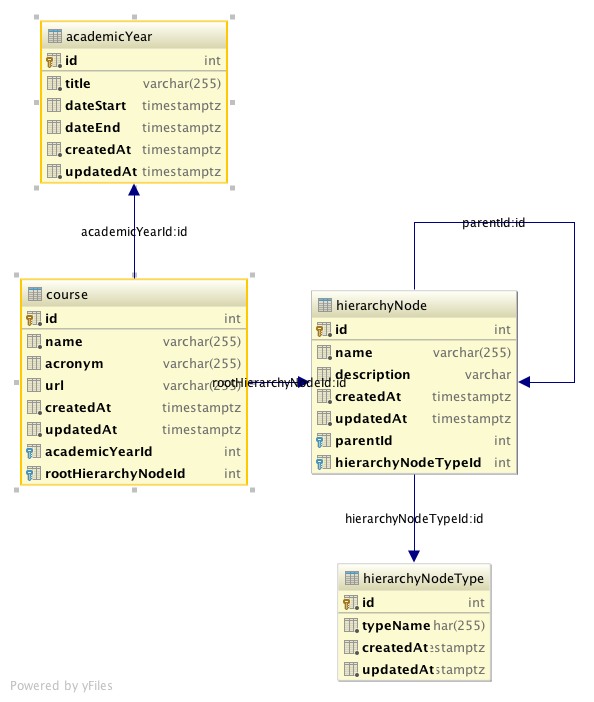 academicYear
id int
title varchar(255)
dateStart timestamptz
dateEnd timestamptz
createdAt timestamptz
updatedAt timestamptz
academicYearId:id
parentId:id
course
id int
name varchar(255)
acronym varchar(255)
url varchar(255)
createdAt timestamptz
updatedAt timestamptz
academicYearId int
rootHierarchyNodeId int
rootHierarchyNodeId:id
hierarchyNode
id int
name varchar(255)
description varchar
createdAt timestamptz
updatedAt timestamptz
parentId int
hierarchyNodeTypeId int
hierarchyNodeTypeId:id
hierarchyNodeType
id int
typeName har(255)
createdAt estamptz
updatedAt stamptz
Powered by yFiles